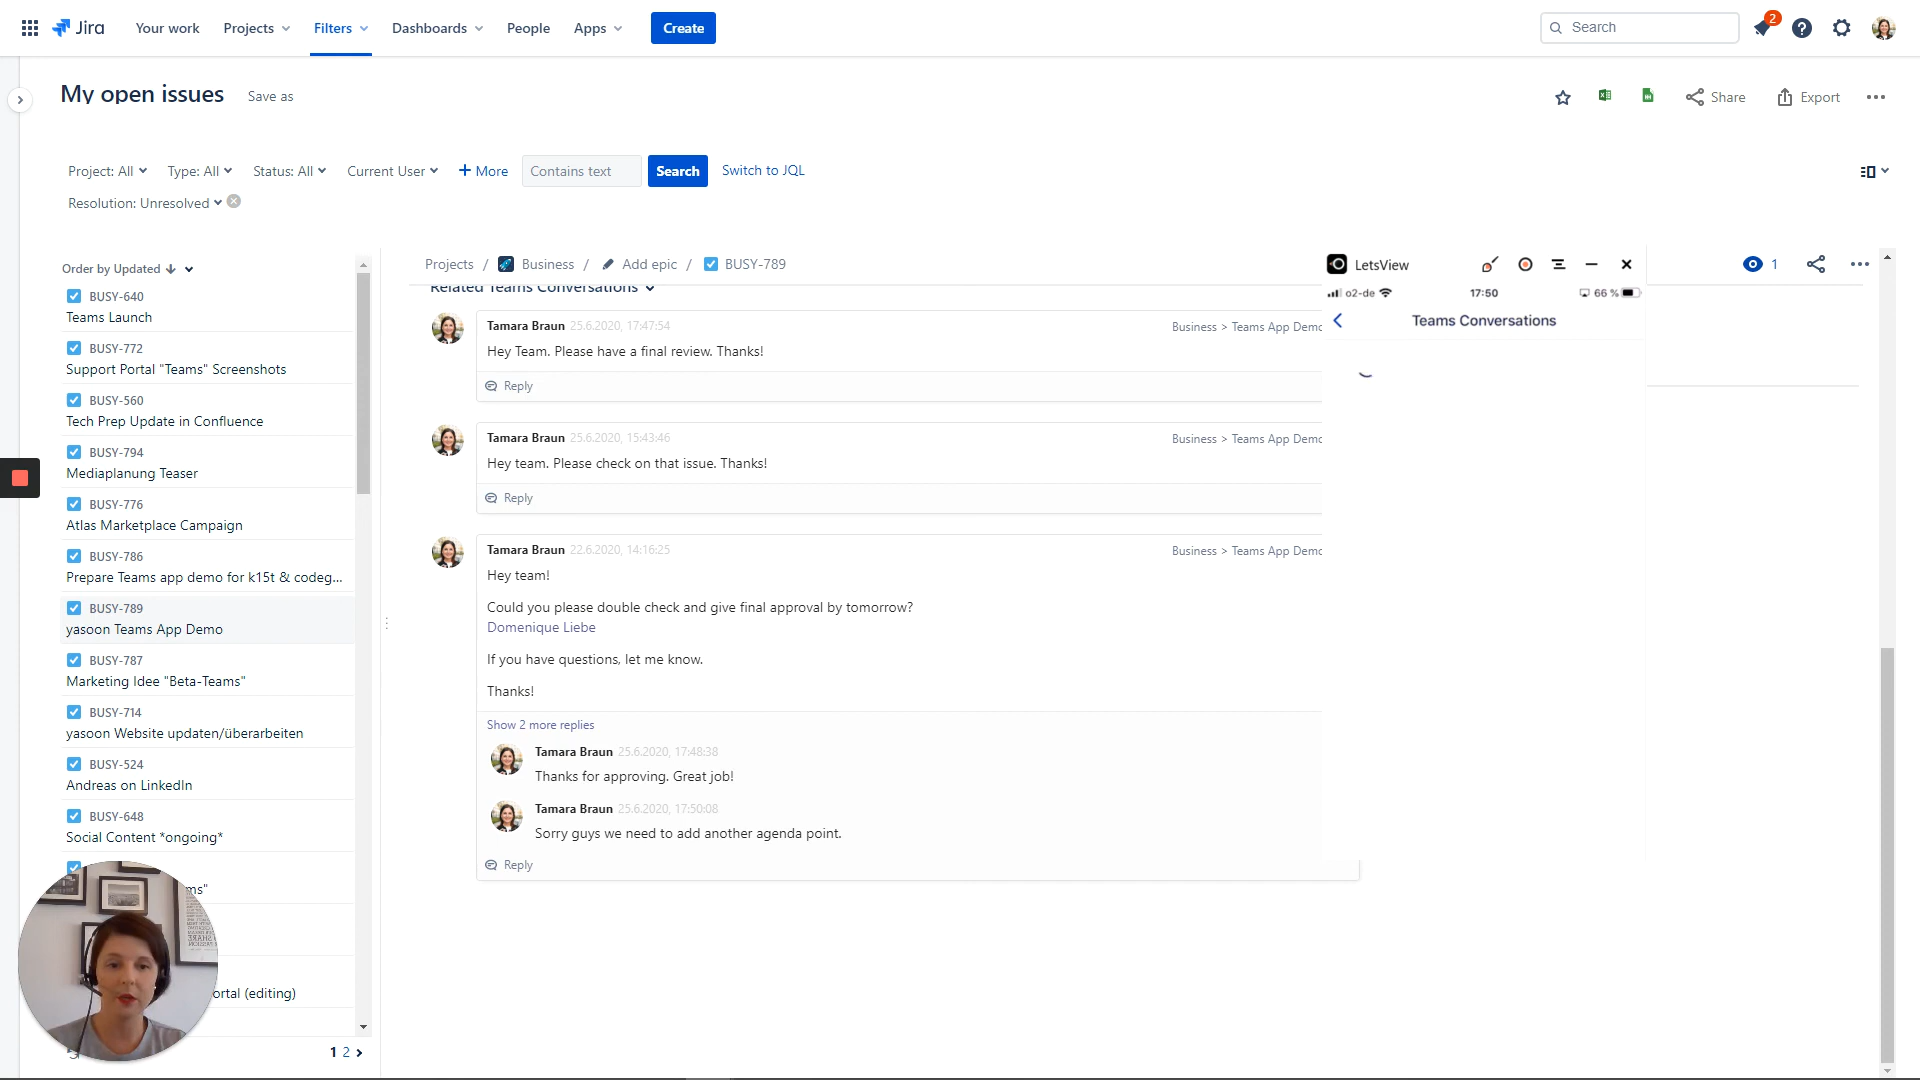 Jira
Your work
Projects
Filters
Dashboards
People
Apps
Create
Search
2
My open issues
Save as
Share
Export
Project: All
Type: All
Status: All
Current User
+ More
Contains text
Search
Switch to JQL
Resolution: Unresolved
Order by Updated
BUSY-640
Teams Launch
BUSY-772
Support Portal "Teams" Screenshots
BUSY-560
Tech Prep Update in Confluence
BUSY-794
Mediaplanung Teaser
BUSY-776
Atlas Marketplace Campaign
BUSY-786
Prepare Teams app demo for k15t & codeg...
BUSY-789
yasoon Teams App Demo
BUSY-787
Marketing Idee "Beta-Teams"
BUSY-714
yasoon Website updaten/überarbeiten
BUSY-524
Andreas on LinkedIn
BUSY-648
Social Content *ongoing*
ms"
ortal (editing)
1 2
Projects / Business / Add epic / BUSY-789
1
Related Teams Conversations
Tamara Braun 25.6.2020, 17:47:54
Business > Teams App Demo
Hey Team. Please have a final review. Thanks!
Reply
Tamara Braun 25.6.2020, 15:43:46
Business > Teams App Demo
Hey team. Please check on that issue. Thanks!
Reply
Tamara Braun 22.6.2020, 14:16:25
Business > Teams App Demo
Hey team!
Could you please double check and give final approval by tomorrow?
Domenique Liebe
If you have questions, let me know.
Thanks!
Show 2 more replies
Tamara Braun 25.6.2020, 17:48:38
Thanks for approving. Great job!
Tamara Braun 25.6.2020, 17:50:08
Sorry guys we need to add another agenda point.
Reply
LetsView
o2-de
17:50
66 %
Teams Conversations